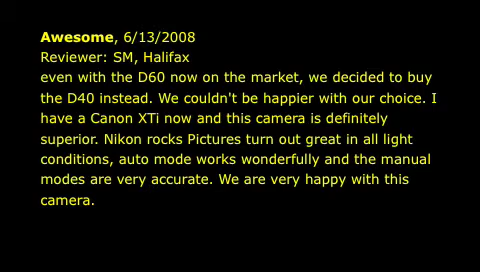 Awesome, 6/13/2008
Reviewer: SM, Halifax
even with the D60 now on the market, we decided to buy
the D40 instead. We couldn't be happier with our choice. I
have a Canon XTi now and this camera is definitely
superior. Nikon rocks Pictures turn out great in all light
conditions, auto mode works wonderfully and the manual
modes are very accurate. We are very happy with this
camera.